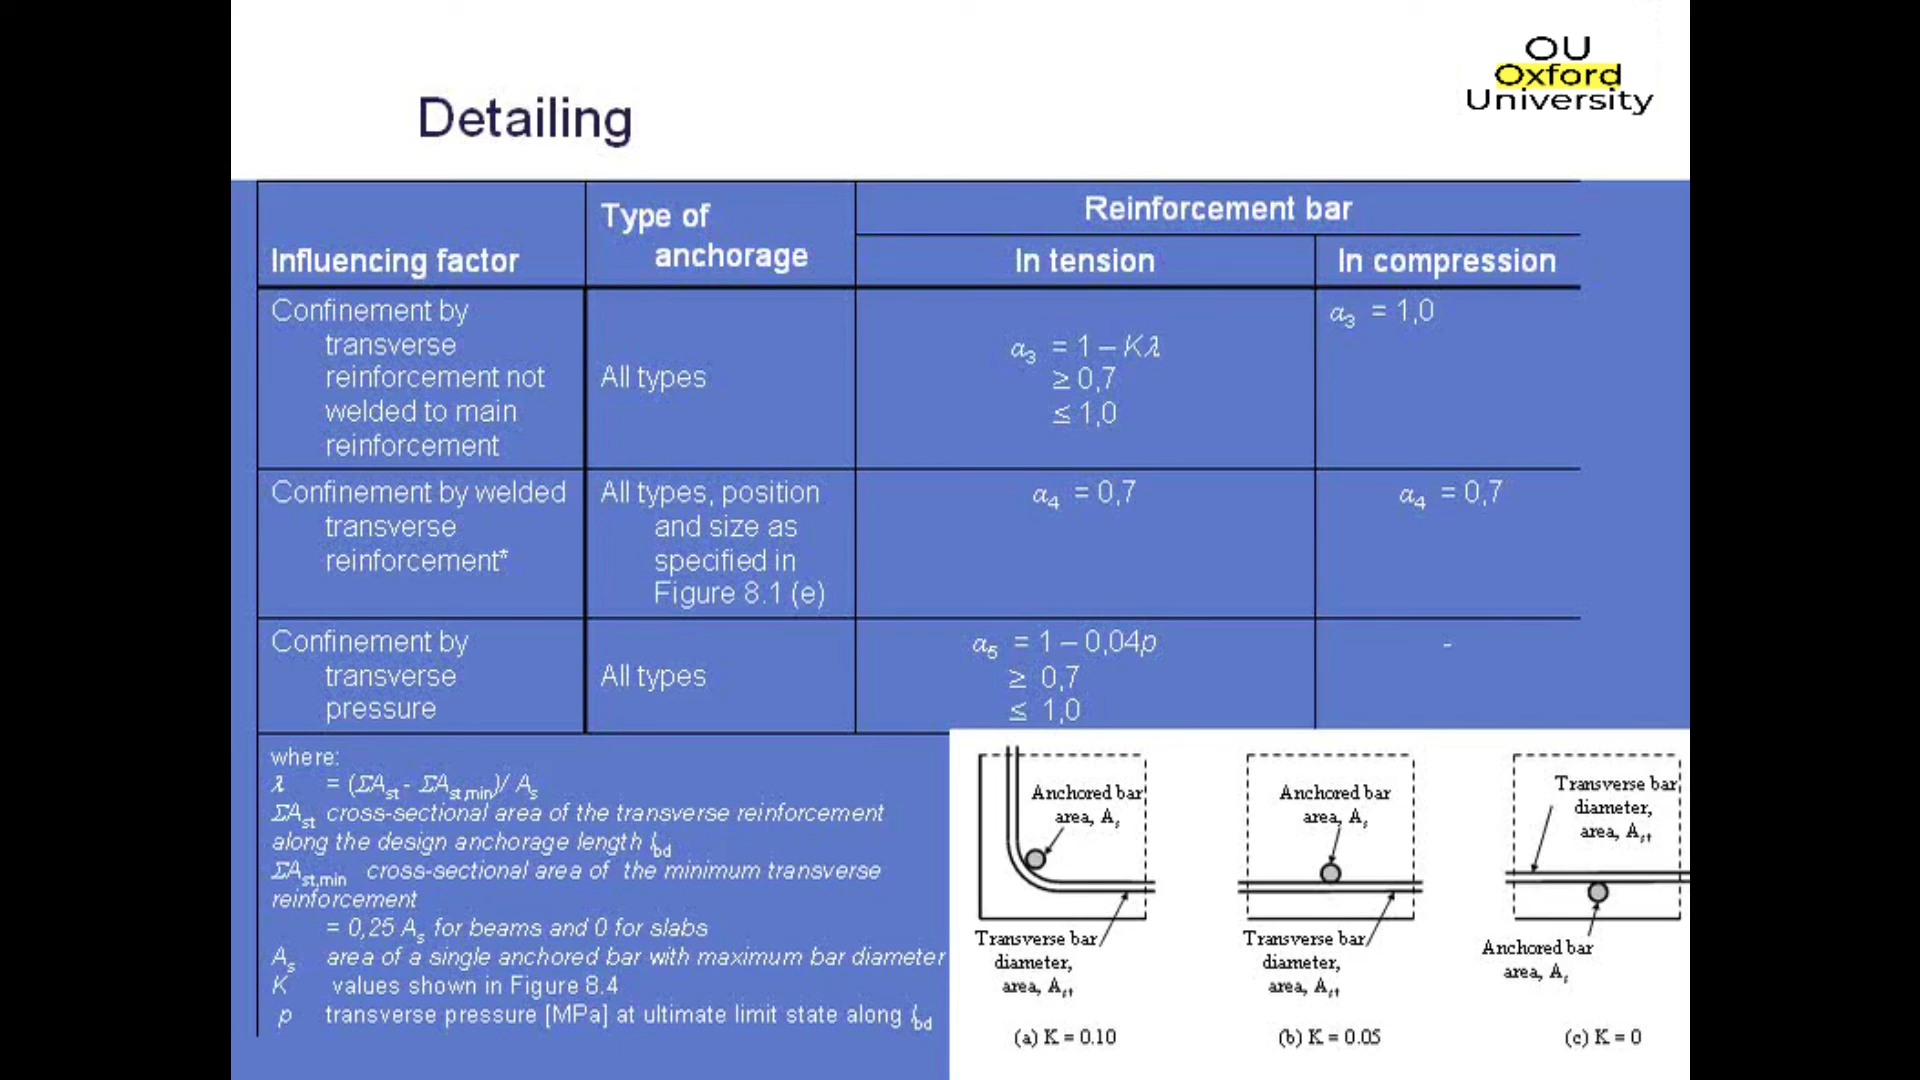 OU
Oxford
University
Detailing
Influencing factor
Type of
anchorage
Reinforcement bar
In tension
In compression
Confinement by
transverse
reinforcement not
welded to main
reinforcement
All types
α3 = 1 – Kλ
≥ 0,7
≤ 1,0
α3 = 1,0
Confinement by welded
transverse
reinforcement*
All types, position
and size as
specified in
Figure 8.1 (e)
α4 = 0,7
α4 = 0,7
Confinement by
transverse
pressure
All types
α5 = 1 – 0,04p
≥ 0,7
≤ 1,0
-
where:
λ = (ΣAst - ΣAst,min)/ As
ΣAst cross-sectional area of the transverse reinforcement
along the design anchorage length lbd
ΣAst,min cross-sectional area of the minimum transverse
reinforcement
= 0,25 As for beams and 0 for slabs
As area of a single anchored bar with maximum bar diameter
K values shown in Figure 8.4
p transverse pressure [MPa] at ultimate limit state along lbd
Anchored bar
area, As
Transverse bar
diameter,
area, Ast
(a) K = 0.10
Anchored bar
area, As
Transverse bar
diameter,
area, Ast
(b) K = 0.05
Transverse bar
diameter,
area, Ast
Anchored bar
area, As
(c) K = 0